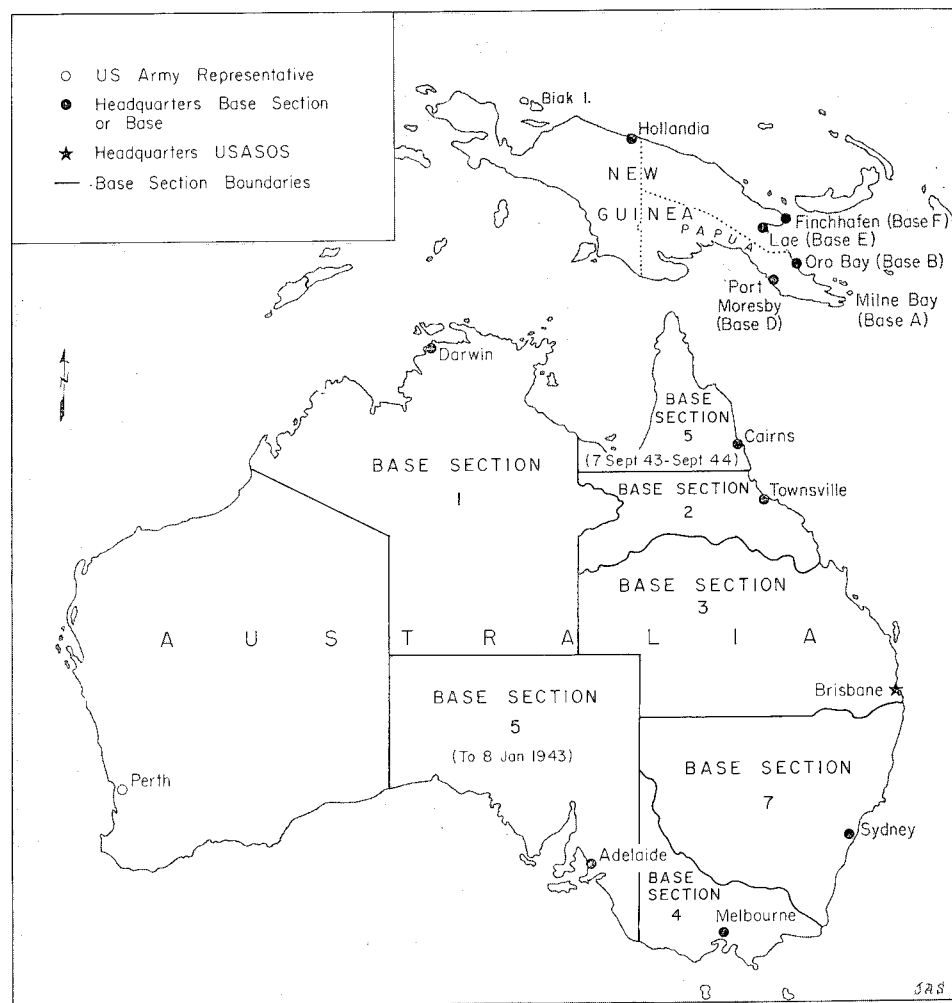 US Army Representative
Headquarters Base Section
or Base
Headquarters USASOS
Base Section Boundaries
Biak I.
Hollandia
NEW
GUINEA
PAPUA
Finchhafen (Base F)
Lae (Base E)
Oro Bay (Base B)
Port
Moresby
(Base D)
Milne Bay
(Base A)
Darwin
BASE
SECTION
5
(7 Sept 43-Sept 44)
Cairns
BASE SECTION
1
BASE SECTION
2
Townsville
BASE SECTION
3
AUSTRALIA
Brisbane
BASE SECTION
5
(To 8 Jan 1943)
Perth
BASE SECTION
7
Sydney
Adelaide
BASE
SECTION
4
Melbourne
JRS